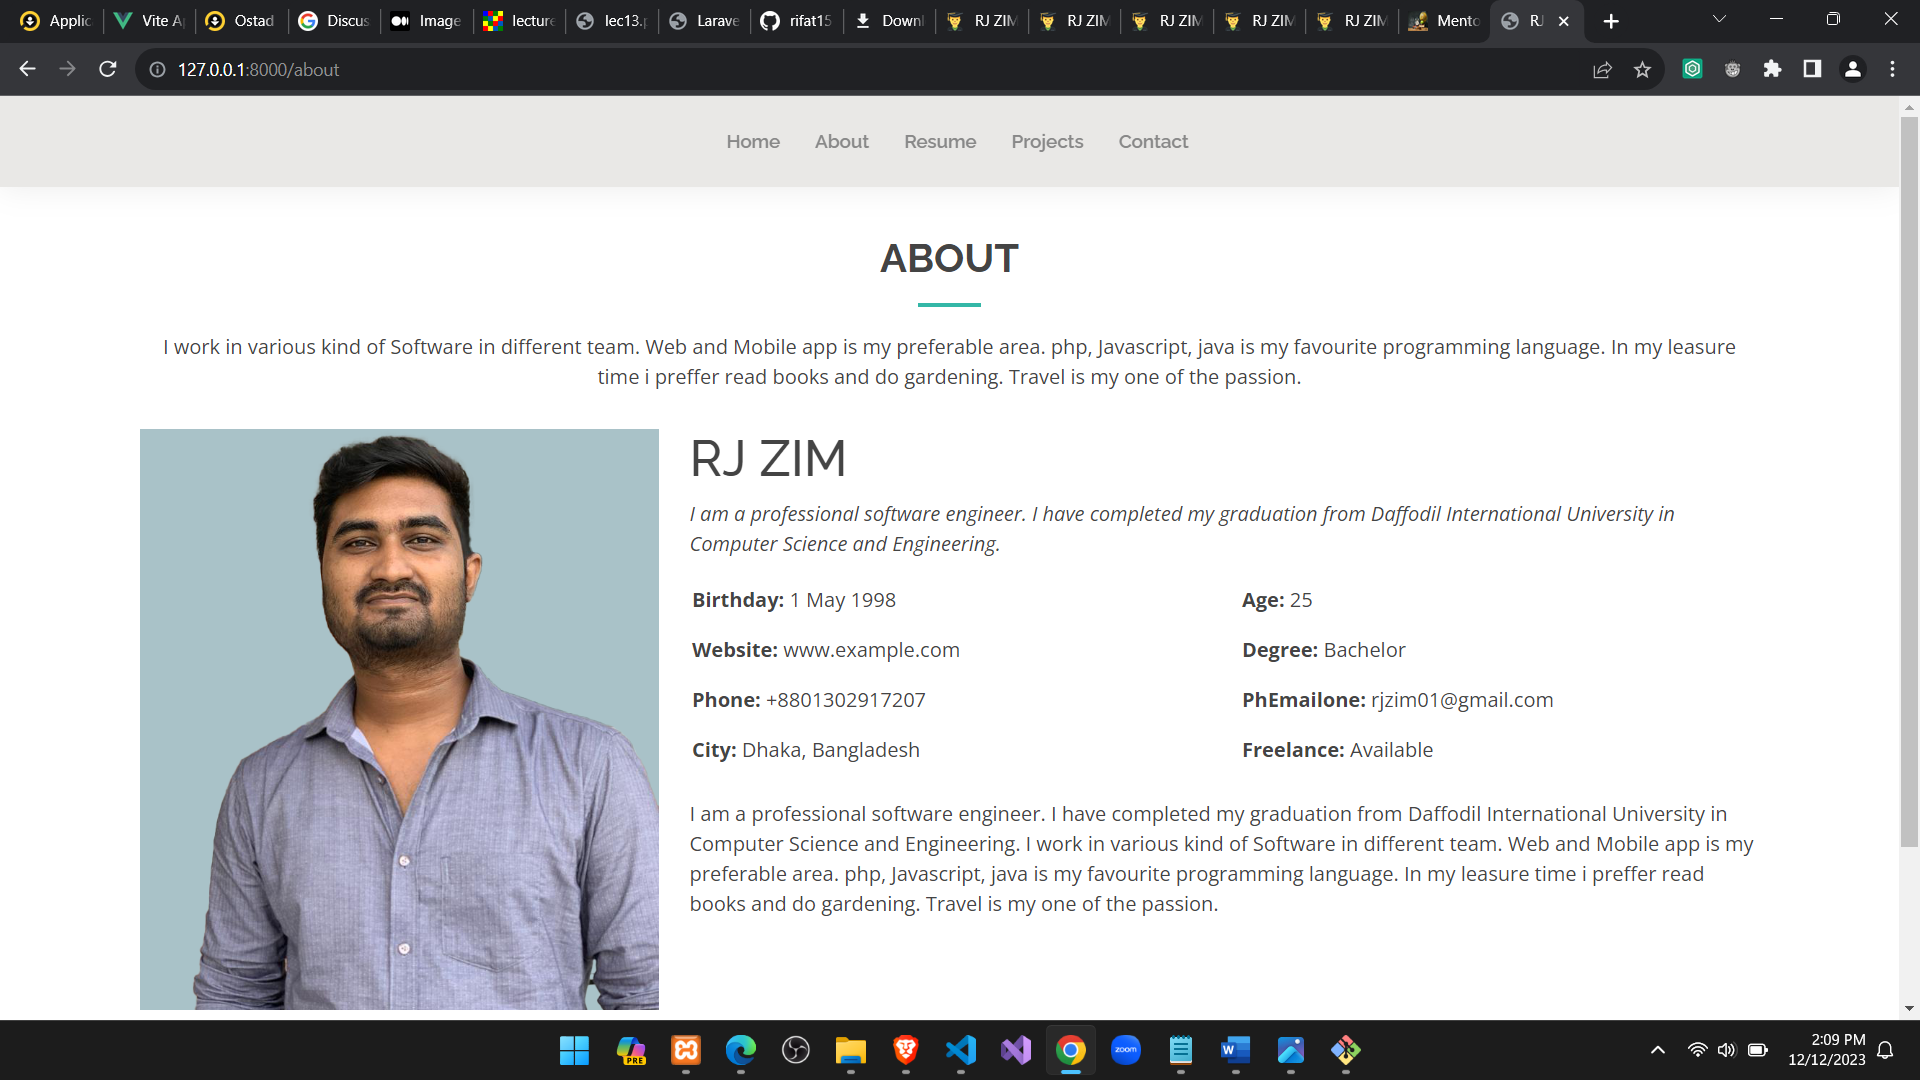 Applic
Vite A
Ostad
Discus
Image
lecture
lec13.p
Larave
rifat15
Downl
RJ ZIM
RJ ZIM
RJ ZIM
RJ ZIM
RJ ZIM
Mento
RJ
127.0.0.1:8000/about
Home About Resume Projects Contact
ABOUT
I work in various kind of Software in different team. Web and Mobile app is my preferable area. php, Javascript, java is my favourite programming language. In my leasure
time i preffer read books and do gardening. Travel is my one of the passion.
RJ ZIM
I am a professional software engineer. I have completed my graduation from Daffodil International University in
Computer Science and Engineering.
Birthday: 1 May 1998
Age: 25
Website: www.example.com
Degree: Bachelor
Phone: +8801302917207
PhEmailone: rjzim01@gmail.com
City: Dhaka, Bangladesh
Freelance: Available
I am a professional software engineer. I have completed my graduation from Daffodil International University in
Computer Science and Engineering. I work in various kind of Software in different team. Web and Mobile app is my
preferable area. php, Javascript, java is my favourite programming language. In my leasure time i preffer read
books and do gardening. Travel is my one of the passion.
PRE
zoom
W
2:09 PM
12/12/2023